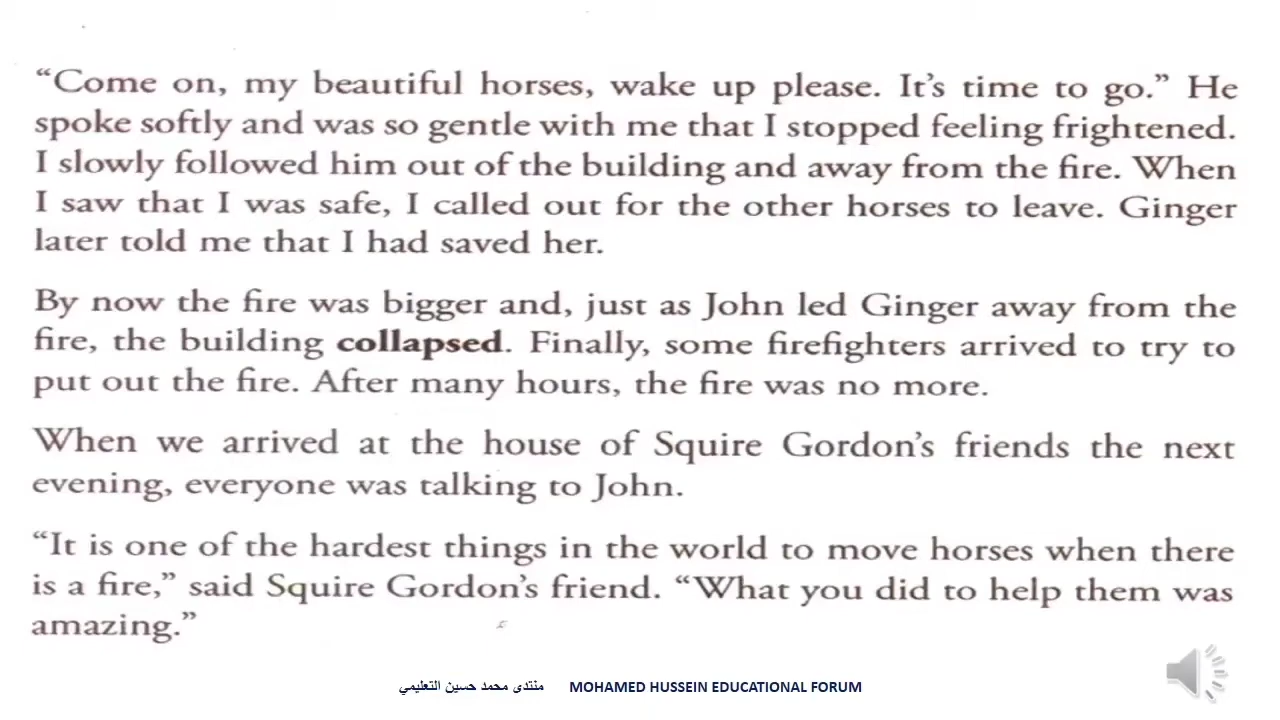 “Come on, my beautiful horses, wake up please. It’s time to go.” He
spoke softly and was so gentle with me that I stopped feeling frightened.
I slowly followed him out of the building and away from the fire. When
I saw that I was safe, I called out for the other horses to leave. Ginger
later told me that I had saved her.
By now the fire was bigger and, just as John led Ginger away from the
fire, the building collapsed. Finally, some firefighters arrived to try to
put out the fire. After many hours, the fire was no more.
When we arrived at the house of Squire Gordon’s friends the next
evening, everyone was talking to John.
“It is one of the hardest things in the world to move horses when there
is a fire,” said Squire Gordon’s friend. “What you did to help them was
amazing.”
منتدى محمد حسين التعليمي MOHAMED HUSSEIN EDUCATIONAL FORUM